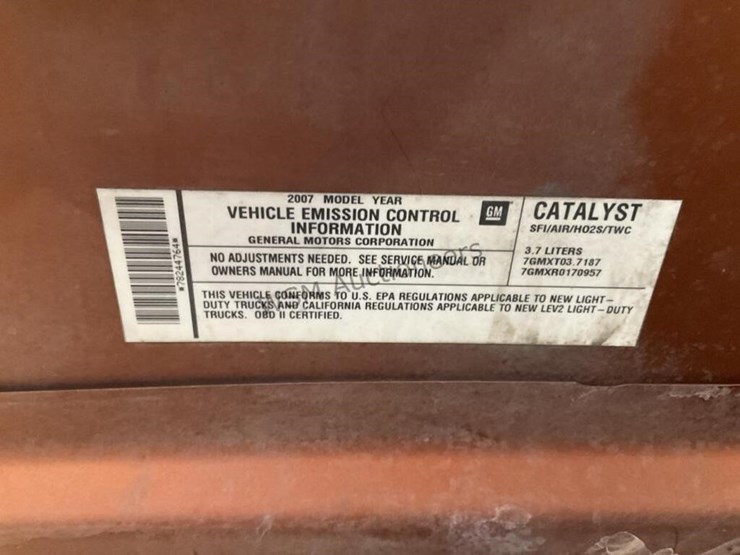 2007 MODEL YEAR
VEHICLE EMISSION CONTROL
INFORMATION
GENERAL MOTORS CORPORATION
GM
NO ADJUSTMENTS NEEDED. SEE SERVICE MANUAL OR
OWNERS MANUAL FOR MORE INFORMATION.
CATALYST
SFI/AIR/HO2S/TWC
3.7 LITERS
7GMXT03.7187
7GMXR0170957
THIS VEHICLE CONFORMS TO U.S. EPA REGULATIONS APPLICABLE TO NEW LIGHT-
DUTY TRUCKS AND CALIFORNIA REGULATIONS APPLICABLE TO NEW LEV2 LIGHT-DUTY
TRUCKS. OBD II CERTIFIED.
*78244764*